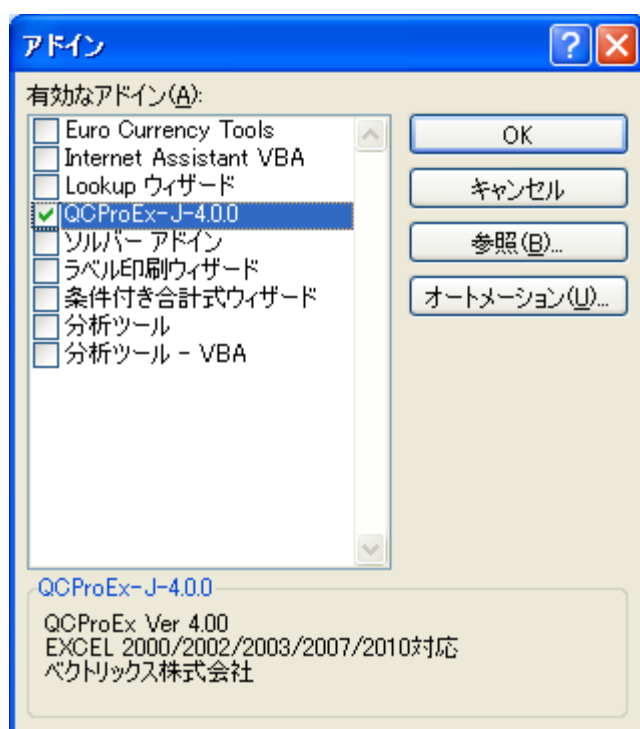 アドイン
有効なアドイン(A):
Euro Currency Tools
Internet Assistant VBA
Lookup ウィザード
QCProEx-J-4.0.0
ソルバー アドイン
ラベル印刷ウィザード
条件付き合計式ウィザード
分析ツール
分析ツール - VBA
OK
キャンセル
参照(B)...
オートメーション(U)...
QCProEx-J-4.0.0
QCProEx Ver 4.00
EXCEL 2000/2002/2003/2007/2010対応
ベクトリックス株式会社